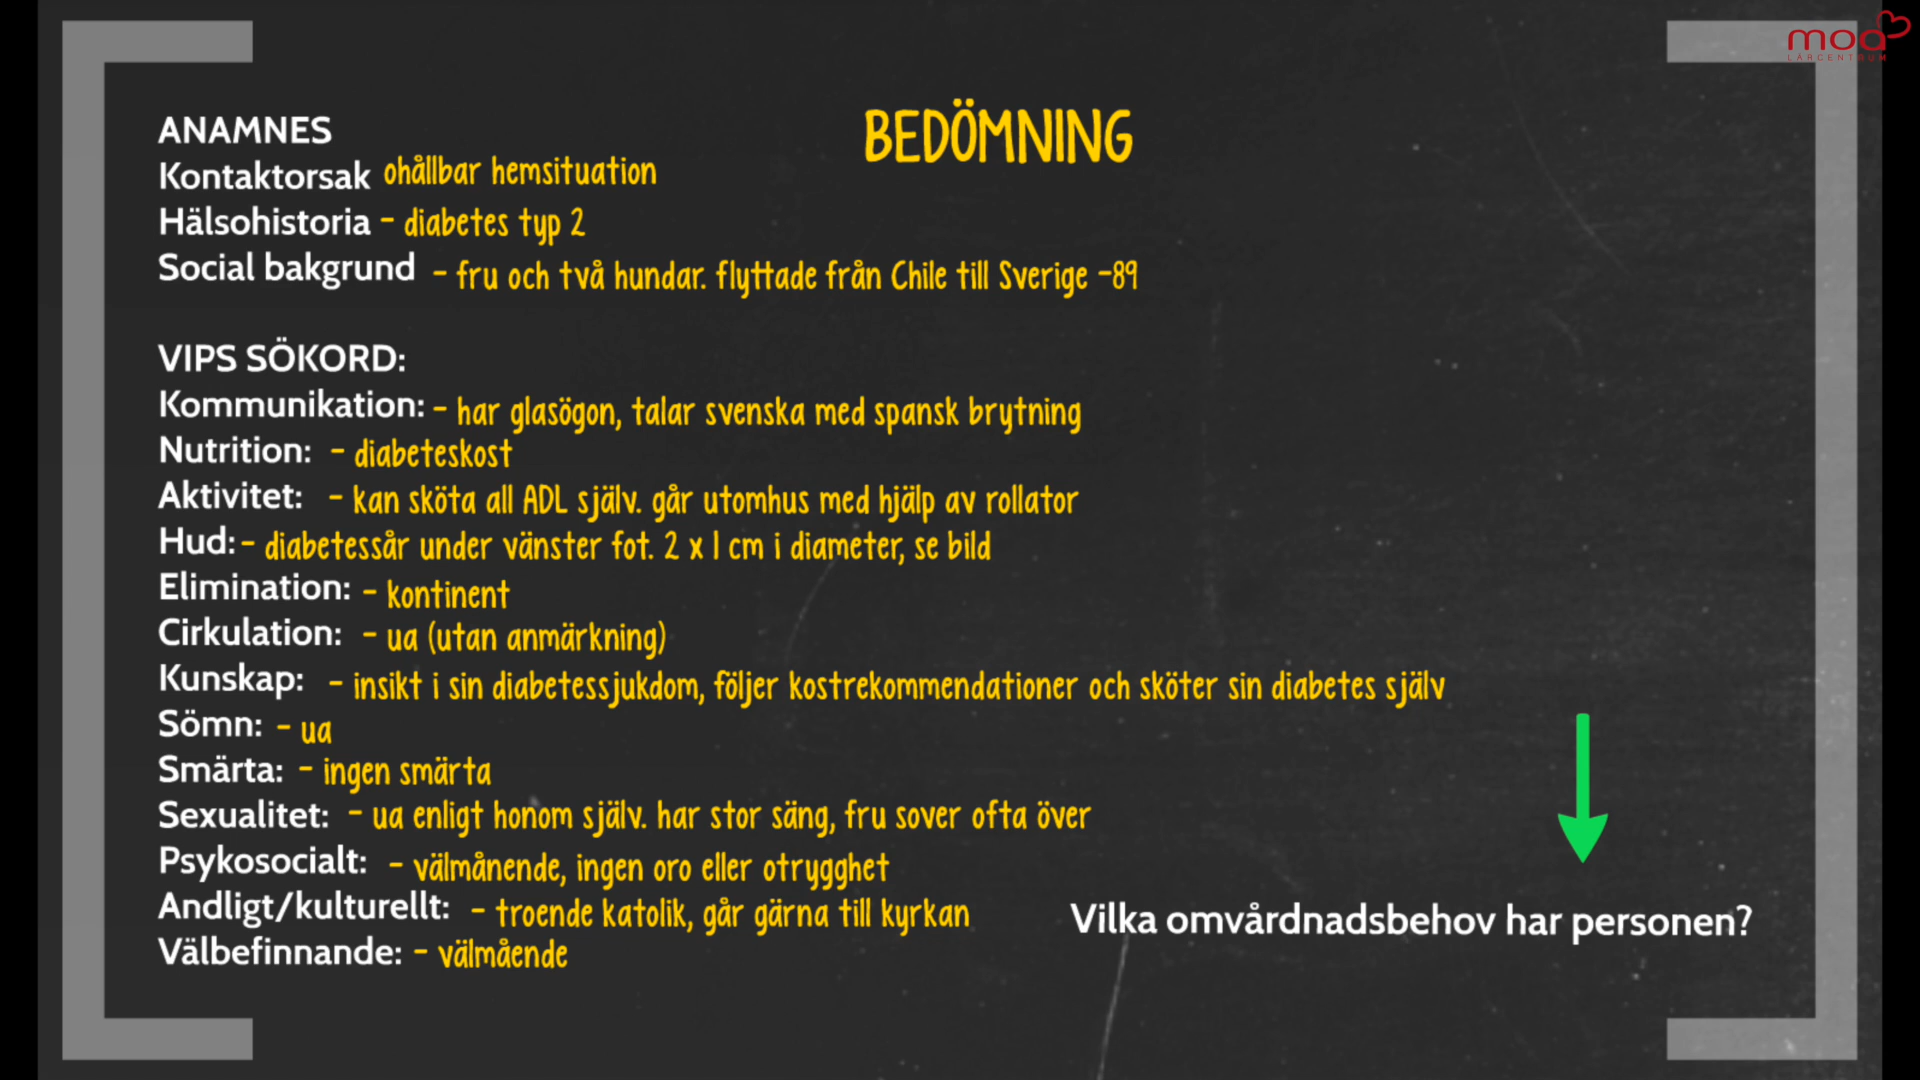 moa
LÄRCENTRUM
BEDÖMNING
ANAMNES
Kontaktorsak ohållbar hemsituation
Hälsohistoria - diabetes typ 2
Social bakgrund - fru och två hundar. flyttade från Chile till Sverige -89
VIPS SÖKORD:
Kommunikation: - har glasögon, talar svenska med spansk brytning
Nutrition: - diabeteskost
Aktivitet: - kan sköta all ADL själv. går utomhus med hjälp av rollator
Hud: - diabetessår under vänster fot. 2 x 1 cm i diameter, se bild
Elimination: - kontinent
Cirkulation: - ua (utan anmärkning)
Kunskap: - insikt i sin diabetessjukdom, följer kostrekommendationer och sköter sin diabetes själv
Sömn: - ua
Smärta: - ingen smärta
Sexualitet: - ua enligt honom själv. har stor säng, fru sover ofta över
Psykosocialt: - välmånende, ingen oro eller otrygghet
Andligt/kulturellt: - troende katolik, går gärna till kyrkan
Välbefinnande: - välmående
Vilka omvårdnadsbehov har personen?